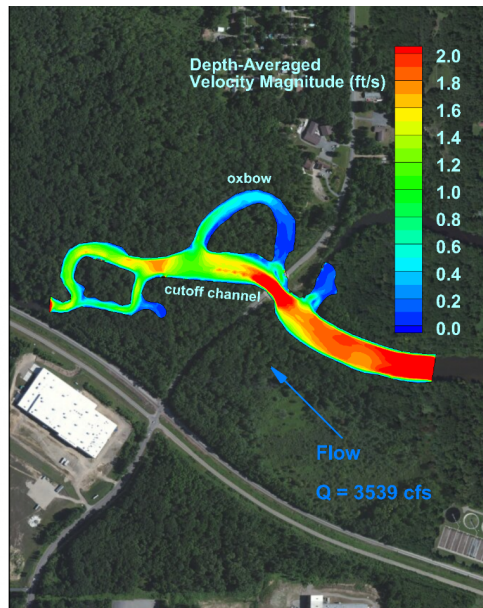 Depth-Averaged
Velocity Magnitude (ft/s)
2.0
1.8
1.6
1.4
1.2
1.0
0.8
0.6
0.4
0.2
0.0
oxbow
cutoff channel
Flow
Q = 3539 cfs